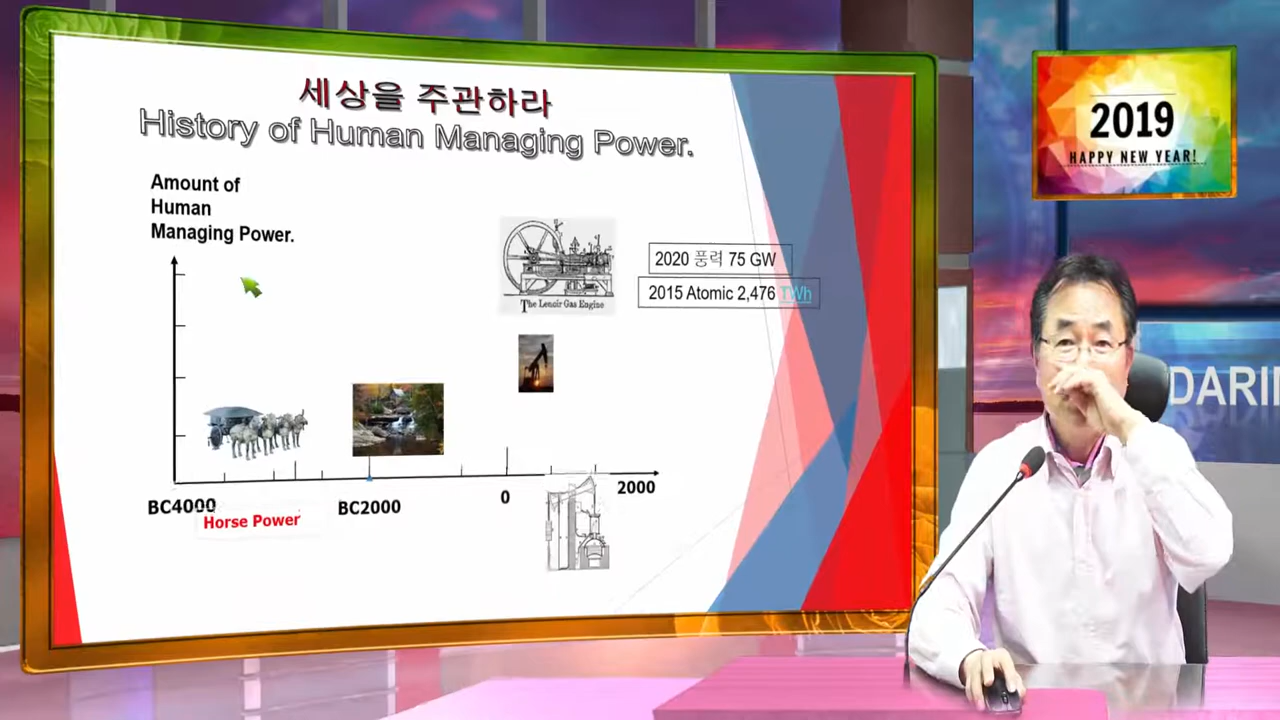 세상을 주관하라
History of Human Managing Power.
Amount of
Human
Managing Power.
The Lenoir Gas Engine
2020 풍력 75 GW
2015 Atomic 2,476 TWh
BC4000
Horse Power
BC2000
0
2000
2019
HAPPY NEW YEAR!
DARIN